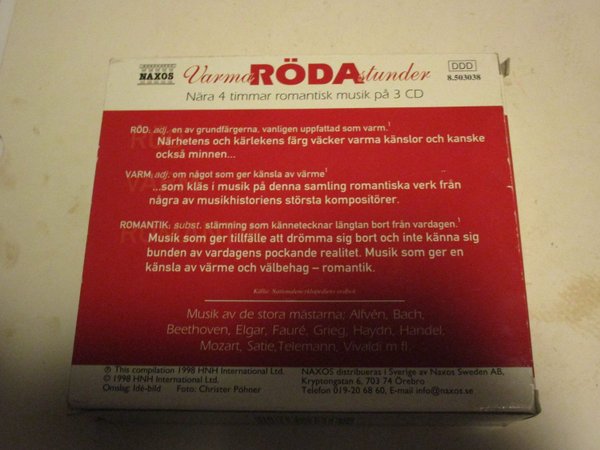 NAXOS
Varma RÖDA stunder
DDD
8.503038
Nära 4 timmar romantisk musik på 3 CD
RÖD: adj. en av grundfärgerna, vanligen uppfattad som varm.¹
Närhetens och kärlekens färg väcker varma känslor och kanske
också minnen...
VARM: adj. om något som ger känsla av värme¹
...som kläs i musik på denna samling romantiska verk från
några av musikhistoriens största kompositörer.
ROMANTIK: subst. stämning som kännetecknar längtan bort från vardagen.¹
Musik som ger tillfälle att drömma sig bort och inte känna sig
bunden av vardagens pockande realitet. Musik som ger en
känsla av värme och välbehag – romantik.
Källa: Nationalencyklopediens ordbok
Musik av de stora mästarna; Alfvén, Bach,
Beethoven, Elgar, Fauré, Grieg, Haydn, Handel,
Mozart, Satie,Telemann, Vivaldi m fl.
℗ This compilation 1998 HNH International Ltd.
© 1998 HNH International Ltd.
Omslag: Idé-bild Foto: Christer Pöhner
NAXOS distribueras i Sverige av Naxos Sweden AB,
Kryptongatan 6, 703 74 Örebro
Telefon 019-20 68 60, E-mail info@naxos.se